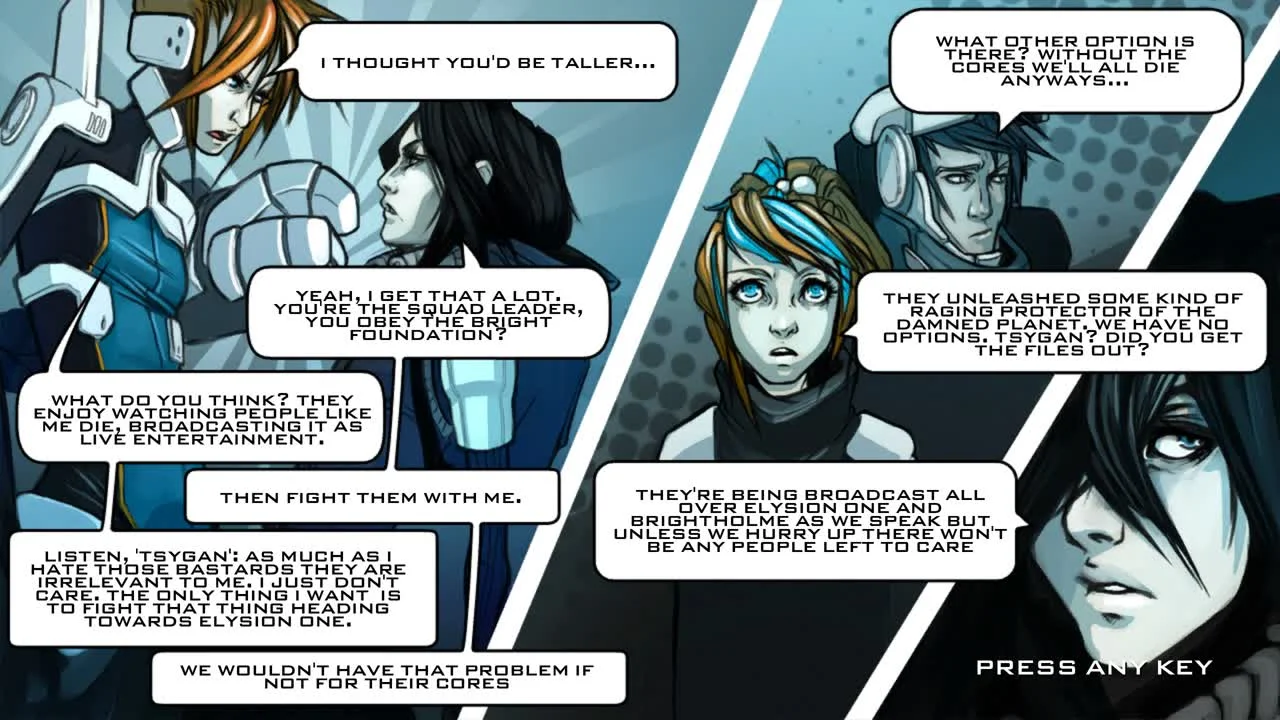 I THOUGHT YOU'D BE TALLER...
YEAH, I GET THAT A LOT.
YOU'RE THE SQUAD LEADER,
YOU OBEY THE BRIGHT
FOUNDATION?
WHAT DO YOU THINK? THEY
ENJOY WATCHING PEOPLE LIKE
ME DIE, BROADCASTING IT AS
LIVE ENTERTAINMENT.
THEN FIGHT THEM WITH ME.
LISTEN, 'TSYGAN': AS MUCH AS I
HATE THOSE BASTARDS THEY ARE
IRRELEVANT TO ME. I JUST DON'T
CARE. THE ONLY THING I WANT IS
TO FIGHT THAT THING HEADING
TOWARDS ELYSION ONE.
WE WOULDN'T HAVE THAT PROBLEM IF
NOT FOR THEIR CORES
WHAT OTHER OPTION IS
THERE? WITHOUT THE
CORES WE'LL ALL DIE
ANYWAYS...
THEY UNLEASHED SOME KIND OF
RAGING PROTECTOR OF THE
DAMNED PLANET. WE HAVE NO
OPTIONS. TSYGAN? DID YOU GET
THE FILES OUT?
THEY'RE BEING BROADCAST ALL
OVER ELYSION ONE AND
BRIGHTHOLME AS WE SPEAK BUT
UNLESS WE HURRY UP THERE WON'T
BE ANY PEOPLE LEFT TO CARE
PRESS ANY KEY